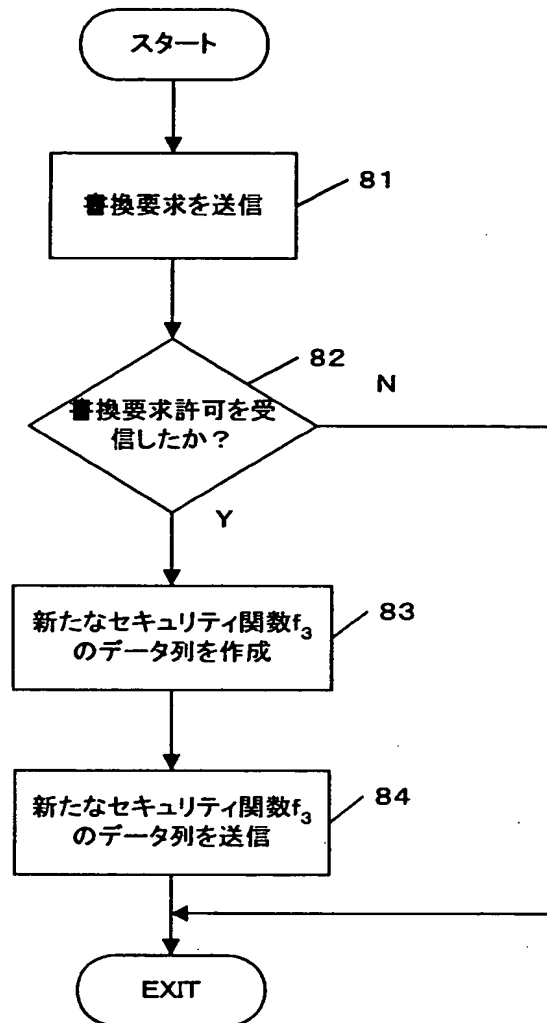 スタート
書換要求を送信
81
82
書換要求許可を受
信したか？
N
Y
新たなセキュリティ関数f₃
のデータ列を作成
83
新たなセキュリティ関数f₃
のデータ列を送信
84
EXIT